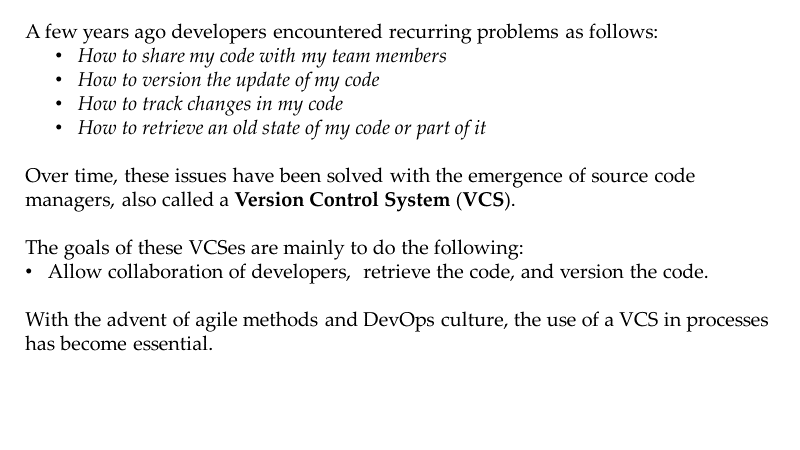 A few years ago developers encountered recurring problems as follows:
• How to share my code with my team members
• How to version the update of my code
• How to track changes in my code
• How to retrieve an old state of my code or part of it
Over time, these issues have been solved with the emergence of source code
managers, also called a Version Control System (VCS).
The goals of these VCSes are mainly to do the following:
• Allow collaboration of developers,  retrieve the code, and version the code.
With the advent of agile methods and DevOps culture, the use of a VCS in processes
has become essential.